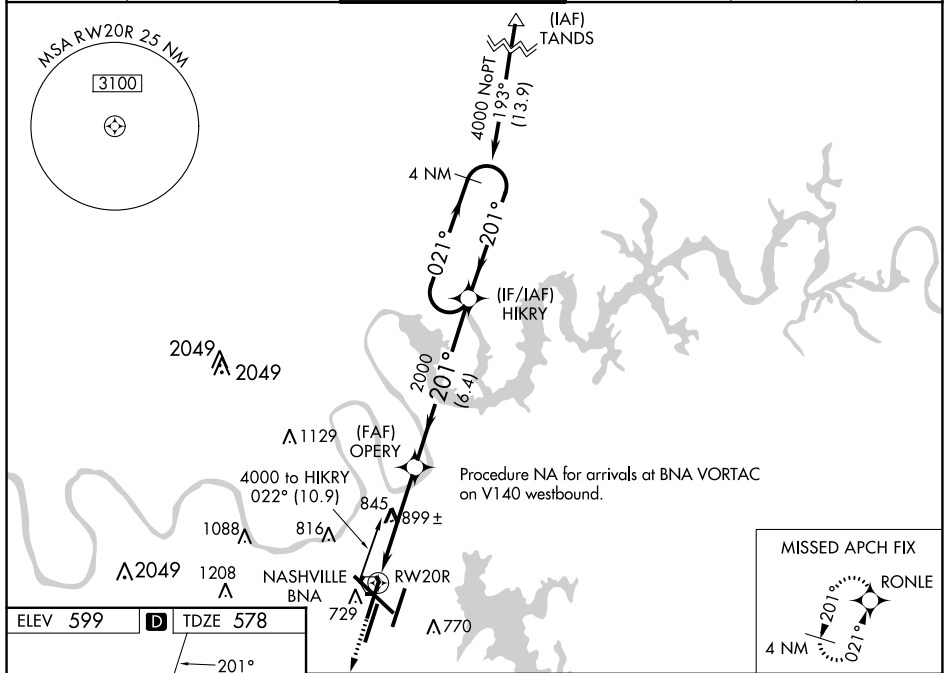 MSA RW20R 25 NM
3100
(IAF)
TANDS
4000 NoPT
193°
(13.9)
4 NM
021°
201°
(IF/IAF)
HIKRY
2049
2049
2000
201°
(6.4)
1129
(FAF)
OPERY
4000 to HIKRY
022° (10.9)
Procedure NA for arrivals at BNA VORTAC
on V140 westbound.
845
899 ±
1088
816
2049
1208
NASHVILLE
BNA
RW20R
729
770
MISSED APCH FIX
RONLE
201°
021°
4 NM
ELEV 599
D
TDZE 578
201°